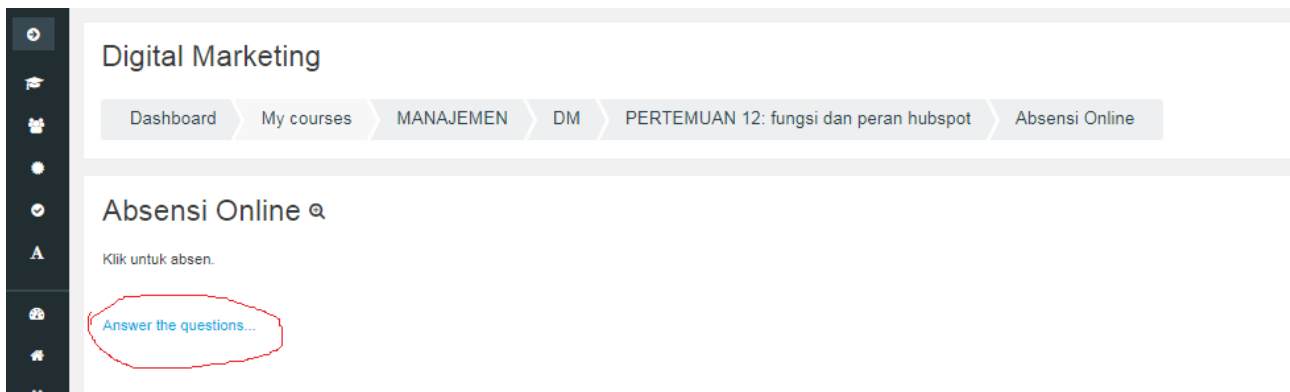 Digital Marketing
Dashboard My courses MANAJEMEN DM PERTEMUAN 12: fungsi dan peran hubspot Absensi Online
Absensi Online
Klik untuk absen.
Answer the questions...